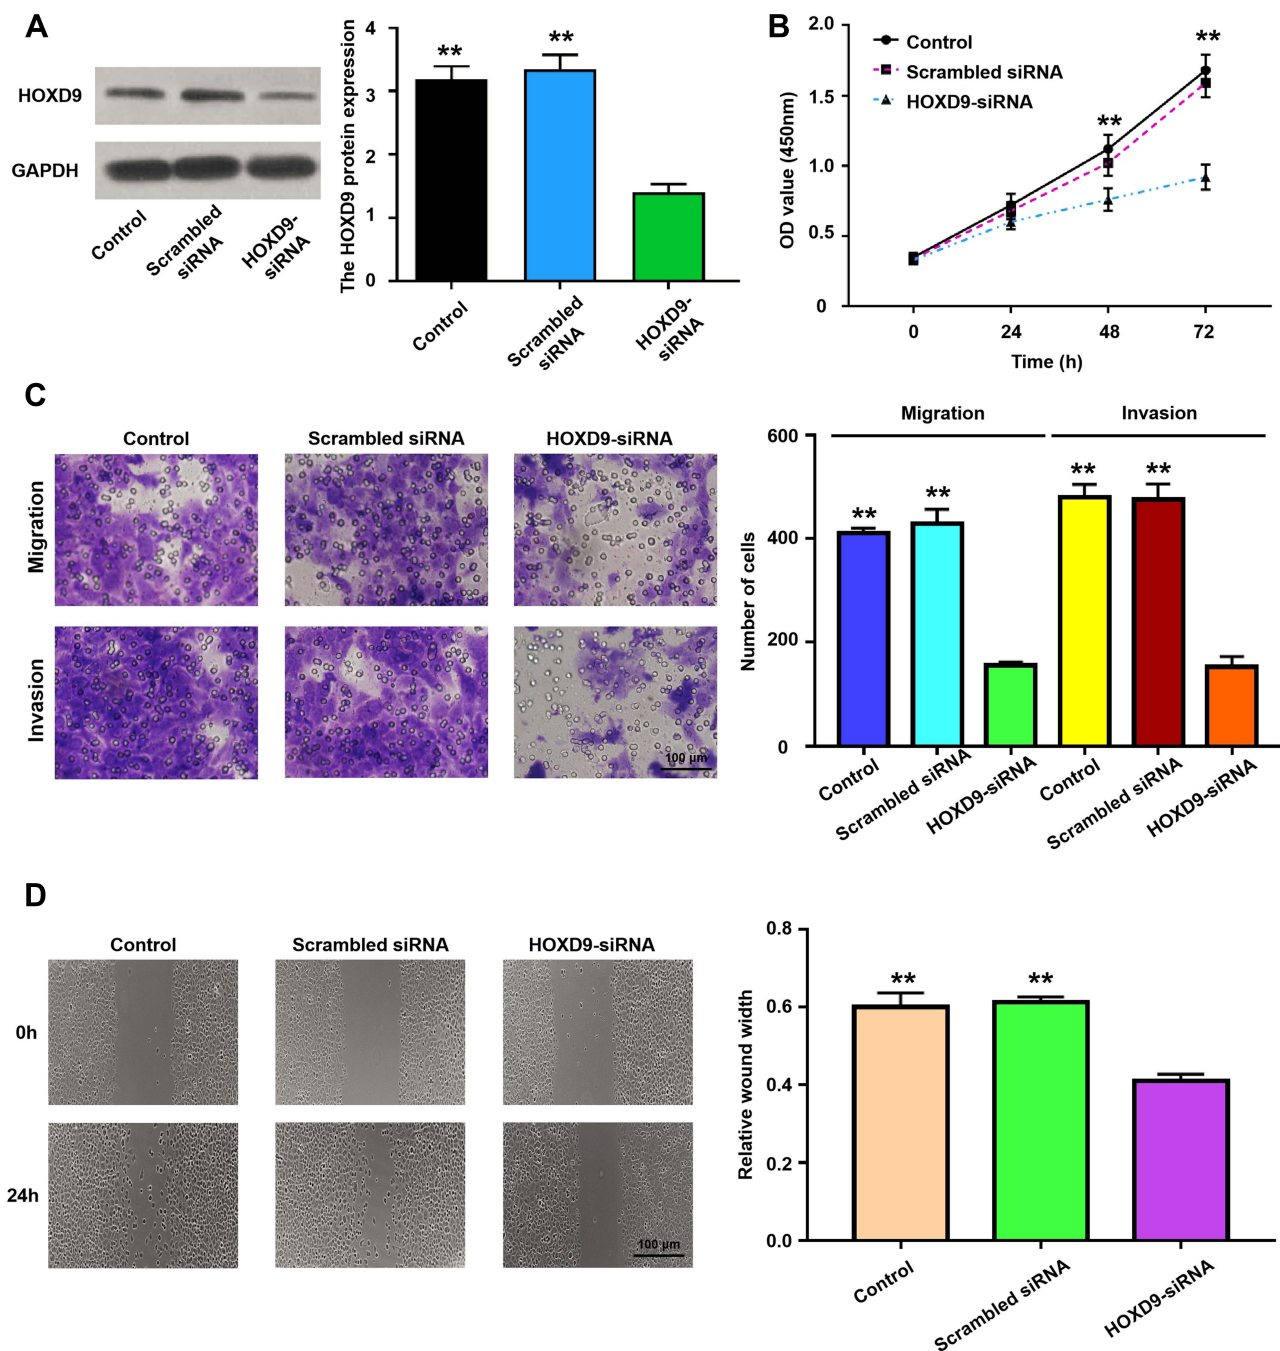 A
HOXD9
GAPDH
Control
Scrambled
siRNA
HOXD9-
siRNA
The HOXD9 protein expression
4
3
2
1
0
**
**
Control
Scrambled
siRNA
HOXD9-
siRNA
B
OD value (450nm)
2.0
1.5
1.0
0.5
0
Control
Scrambled siRNA
HOXD9-siRNA
**
**
0
24
48
72
Time (h)
C
Control
Scrambled siRNA
HOXD9-siRNA
Migration
Invasion
100 μm
Migration
Invasion
Number of cells
600
400
200
0
**
**
**
**
Control
Scrambled siRNA
HOXD9-siRNA
Control
Scrambled siRNA
HOXD9-siRNA
D
Control
Scrambled siRNA
HOXD9-siRNA
0h
24h
100 μm
Relative wound width
0.8
0.6
0.4
0.2
0.0
**
**
Control
Scrambled siRNA
HOXD9-siRNA